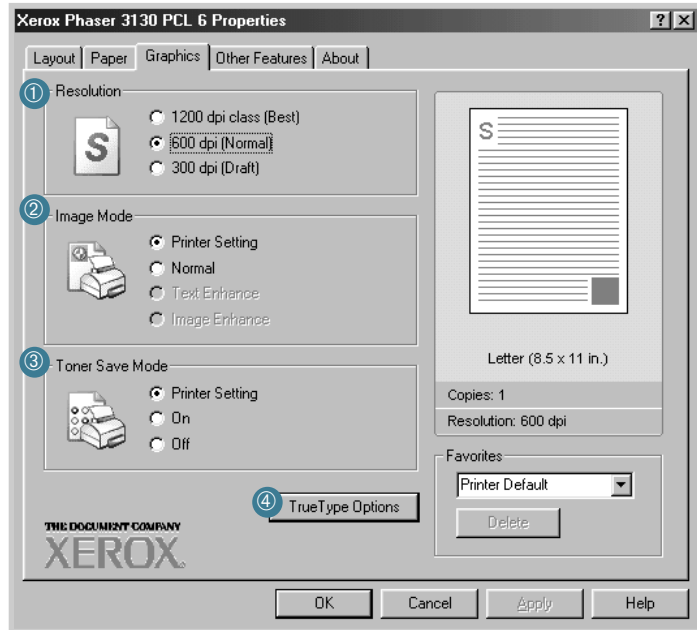 Xerox Phaser 3130 PCL 6 Properties
Layout Paper Graphics Other Features About
1 Resolution
1200 dpi class (Best)
600 dpi (Normal)
300 dpi (Draft)
S
2 Image Mode
Printer Setting
Normal
Text Enhance
Image Enhance
3 Toner Save Mode
Printer Setting
On
Off
4 TrueType Options
THE DOCUMENT COMPANY
XEROX
S
Letter (8.5 x 11 in.)
Copies: 1
Resolution: 600 dpi
Favorites
Printer Default
Delete
OK Cancel Apply Help